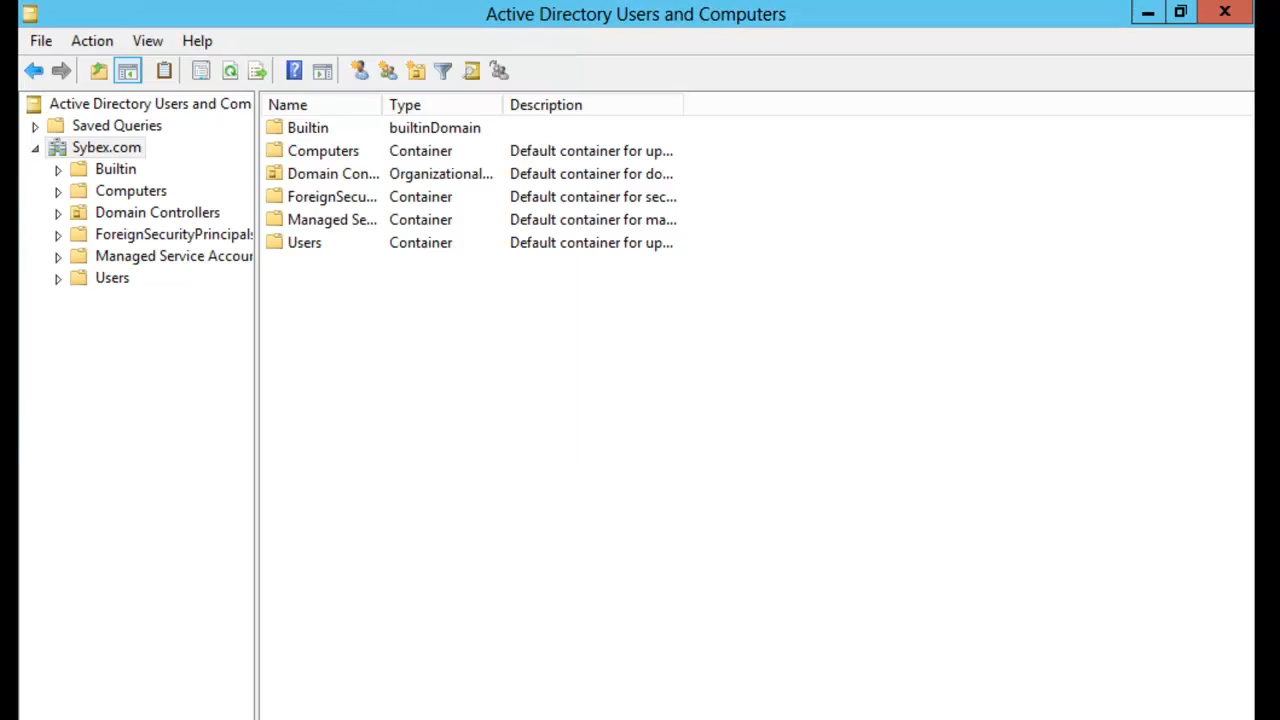 Active Directory Users and Computers
File Action View Help
Active Directory Users and Com
Saved Queries
Sybex.com
Builtin
Computers
Domain Controllers
ForeignSecurityPrincipals
Managed Service Accour
Users
Name Type Description
Builtin builtinDomain
Computers Container Default container for up...
Domain Con... Organizational... Default container for do...
ForeignSecu... Container Default container for sec...
Managed Se... Container Default container for ma...
Users Container Default container for up...